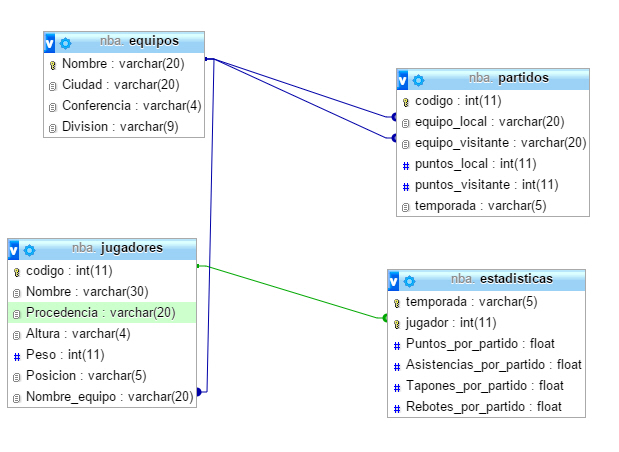 nba. equipos
Nombre : varchar(20)
Ciudad : varchar(20)
Conferencia : varchar(4)
Division : varchar(9)
nba. partidos
codigo : int(11)
equipo_local : varchar(20)
equipo_visitante : varchar(20)
# puntos_local : int(11)
# puntos_visitante : int(11)
temporada : varchar(5)
nba. jugadores
codigo : int(11)
Nombre : varchar(30)
Procedencia : varchar(20)
Altura : varchar(4)
# Peso : int(11)
Posicion : varchar(5)
Nombre_equipo : varchar(20)
nba. estadisticas
temporada : varchar(5)
jugador : int(11)
# Puntos_por_partido : float
# Asistencias_por_partido : float
# Tapones_por_partido : float
# Rebotes_por_partido : float